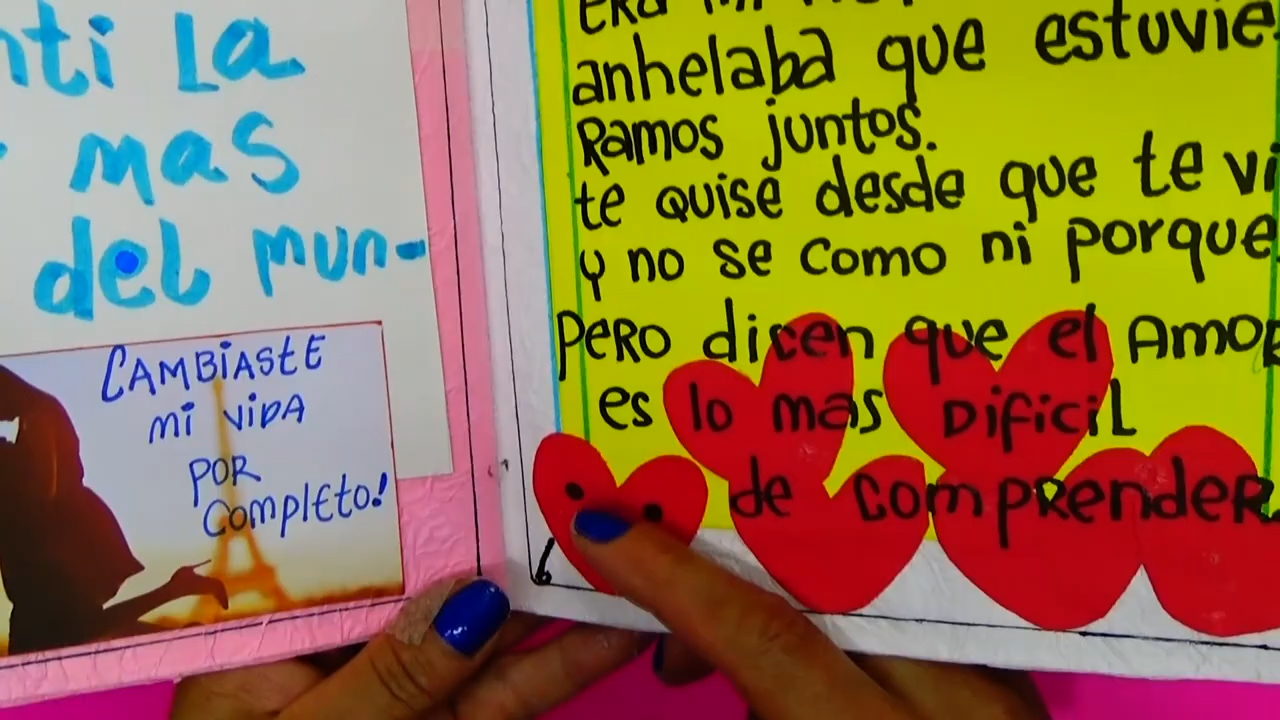 La
mas
del mun-
CAMBiASTE
mi ViDA
POR
COmpLETO!
anhelaba que estuvie
Ramos juntos.
te quise desde que te vi
y no se como ni porque
PERO dicen que el AmOR
es lo mas Dificil
de comprender
6